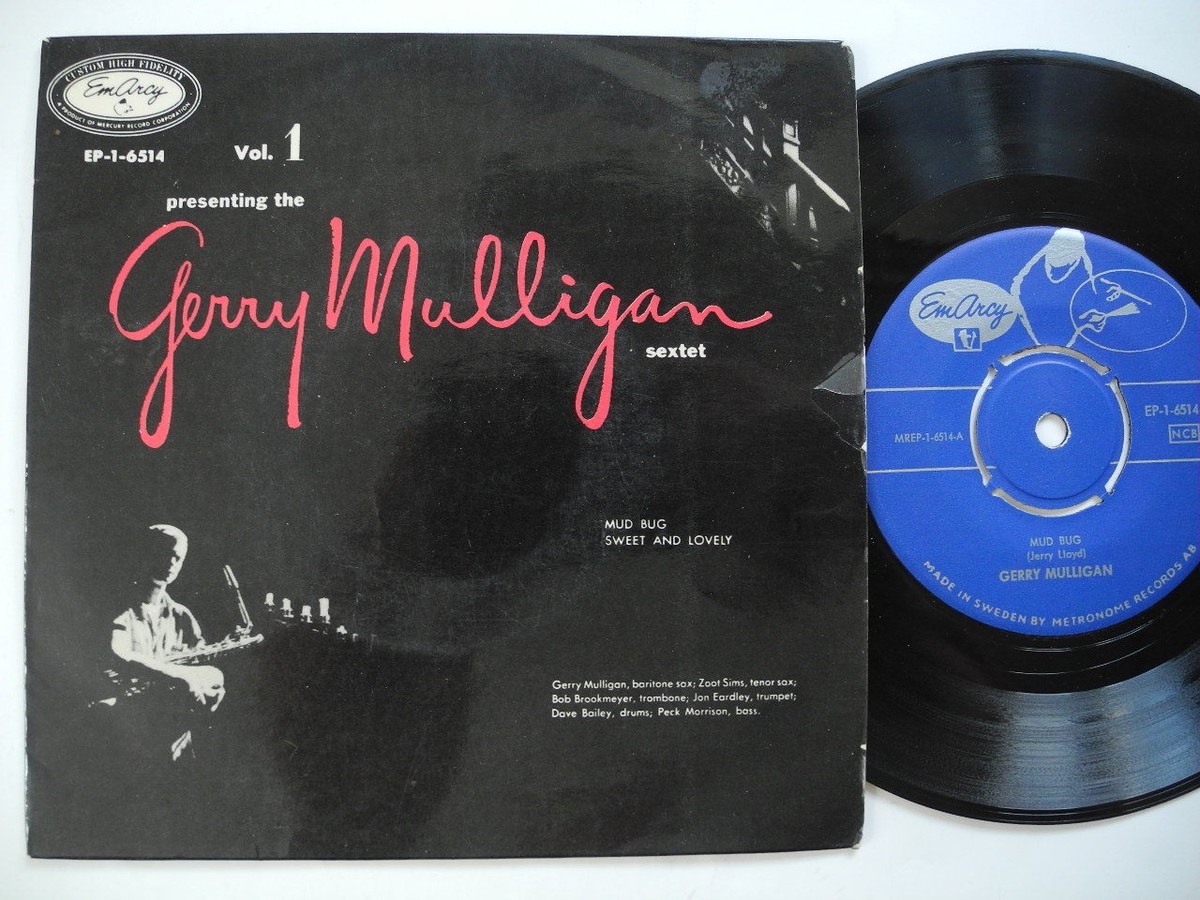 CUSTOM HIGH FIDELITY
EmArcy
A PRODUCT OF MERCURY RECORD CORPORATION
EP-1-6514 Vol. 1
presenting the
Gerry Mulligan
sextet
MUD BUG
SWEET AND LOVELY
Gerry Mulligan, baritone sax; Zoot Sims, tenor sax;
Bob Brookmeyer, trombone; Jon Eardley, trumpet;
Dave Bailey, drums; Peck Morrison, bass.
EmArcy
MREP-1-6514-A
EP-1-6514
NCB
MUD BUG
(Jerry Lloyd)
GERRY MULLIGAN
MADE IN SWEDEN BY METRONOME RECORDS AB